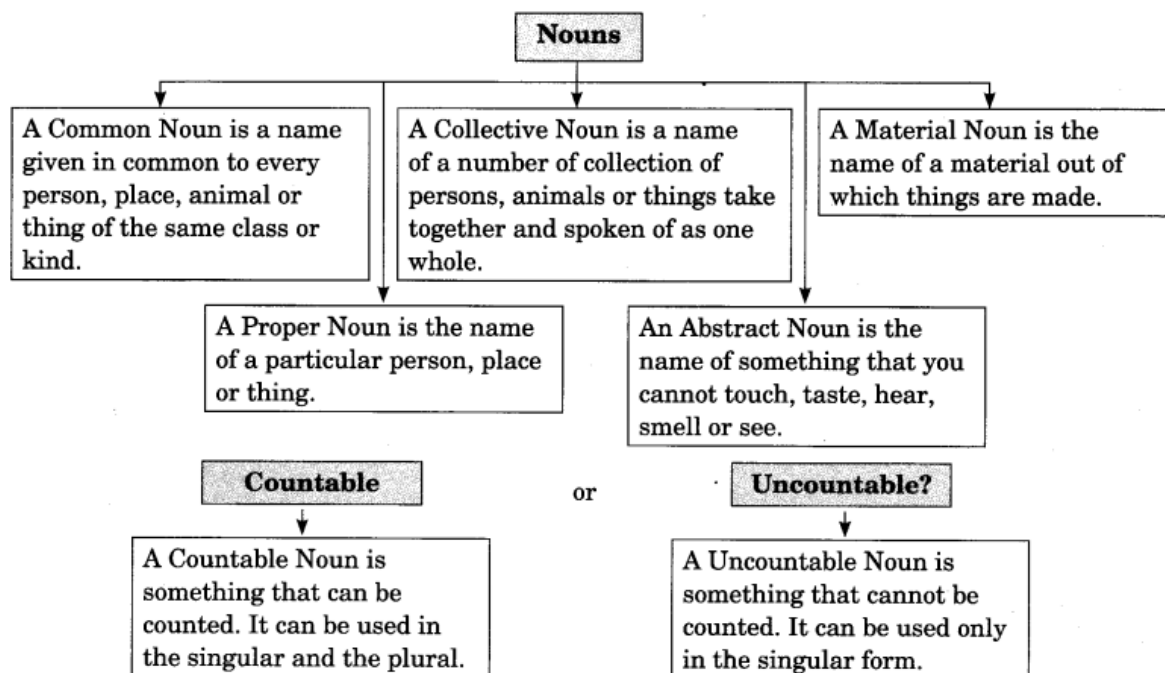 Nouns
A Common Noun is a name
given in common to every
person, place, animal or
thing of the same class or
kind.
A Collective Noun is a name
of a number of collection of
persons, animals or things take
together and spoken of as one
whole.
A Material Noun is the
name of a material out of
which things are made.
A Proper Noun is the name
of a particular person, place
or thing.
An Abstract Noun is the
name of something that you
cannot touch, taste, hear,
smell or see.
Countable
or
Uncountable?
A Countable Noun is
something that can be
counted. It can be used in
the singular and the plural.
A Uncountable Noun is
something that cannot be
counted. It can be used only
in the singular form.